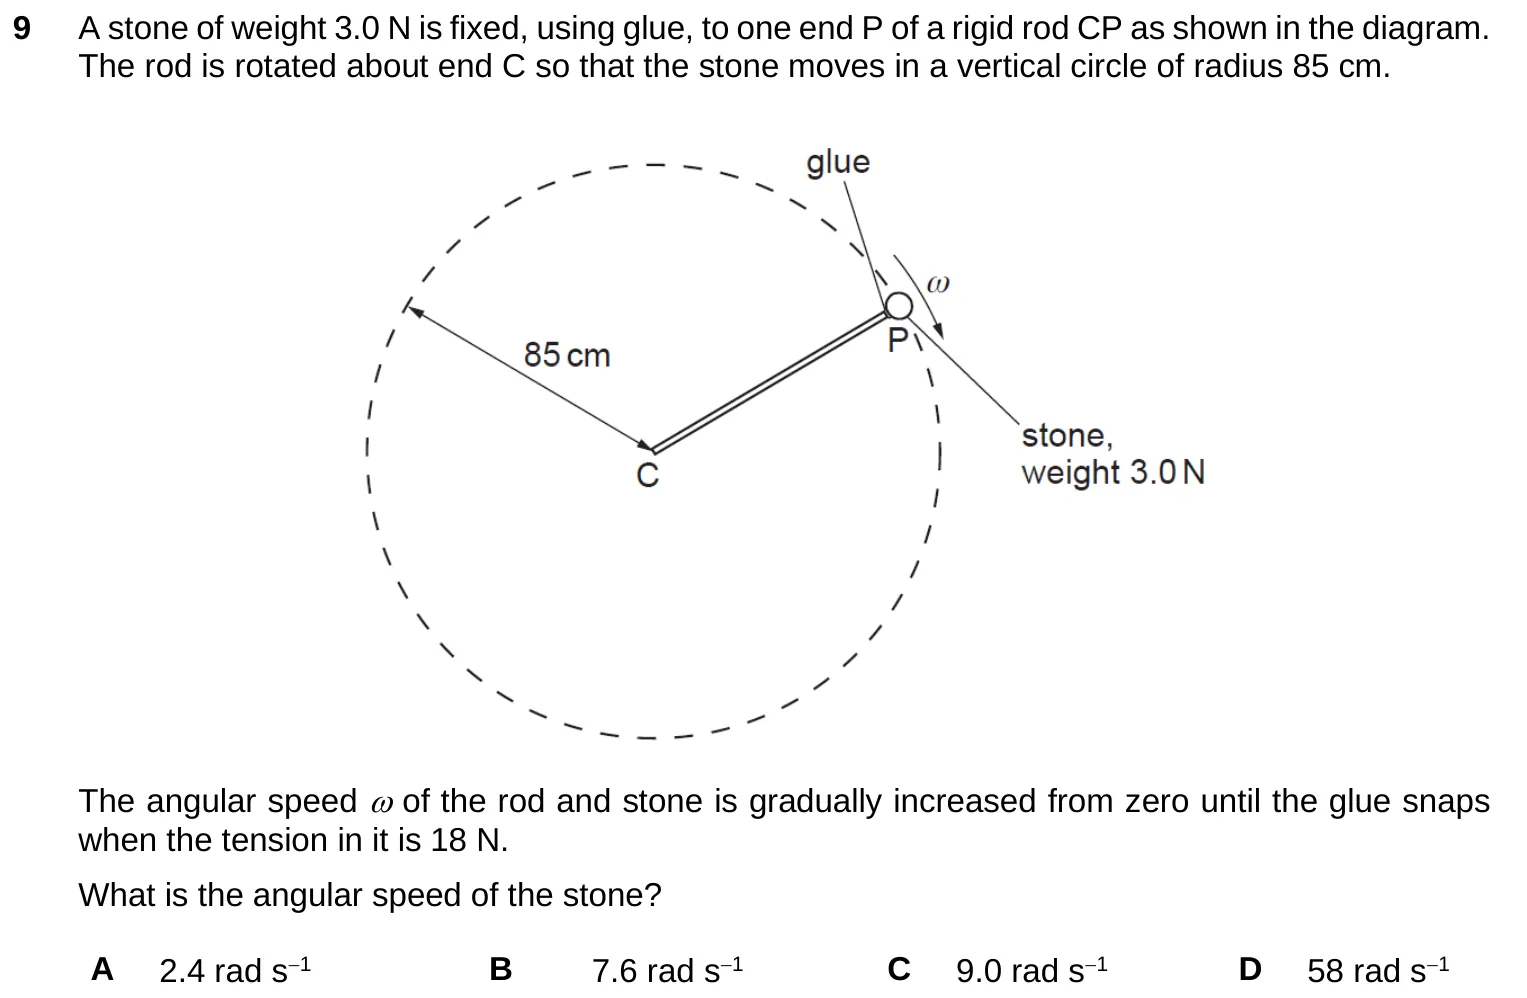 9 A stone of weight 3.0 N is fixed, using glue, to one end P of a rigid rod CP as shown in the diagram.
The rod is rotated about end C so that the stone moves in a vertical circle of radius 85 cm.
glue
ω
P
85 cm
C
stone,
weight 3.0 N
The angular speed ω of the rod and stone is gradually increased from zero until the glue snaps
when the tension in it is 18 N.
What is the angular speed of the stone?
A 2.4 rad s⁻¹ B 7.6 rad s⁻¹ C 9.0 rad s⁻¹ D 58 rad s⁻¹